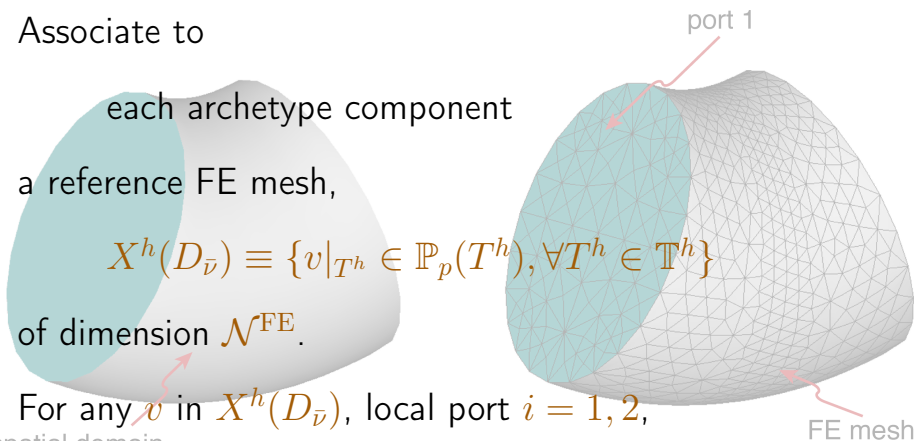 port 1
Associate to
each archetype component
a reference FE mesh,
X^h(D_ν̄) ≡ {v|_{T^h} ∈ ℙ_p(T^h), ∀T^h ∈ 𝕋^h}
of dimension 𝒩^FE.
For any v in X^h(D_ν̄), local port i = 1, 2,
domain
FE mesh